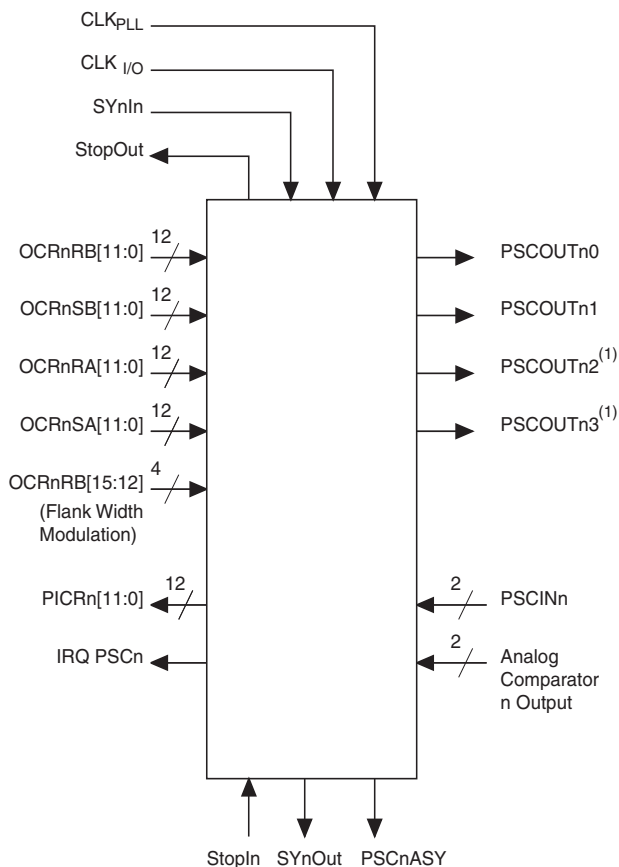 CLK PLL
CLK I/O
SYnIn
StopOut
OCRnRB[11:0] 12
PSCOUTn0
OCRnSB[11:0] 12
PSCOUTn1
OCRnRA[11:0] 12
PSCOUTn2(1)
OCRnSA[11:0] 12
PSCOUTn3(1)
OCRnRB[15:12] 4
(Flank Width
Modulation)
PICRn[11:0] 12
2 PSCINn
IRQ PSCn
2 Analog
Comparator
n Output
StopIn SYnOut PSCnASY